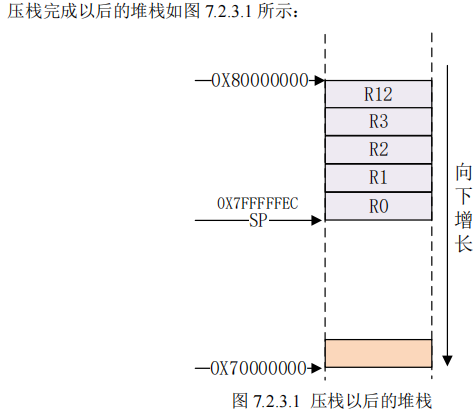 压栈完成以后的堆栈如图 7.2.3.1 所示：
0X80000000
R12
R3
R2
R1
0X7FFFFFEC
SP
R0
向下增长
0X70000000
图 7.2.3.1 压栈以后的堆栈